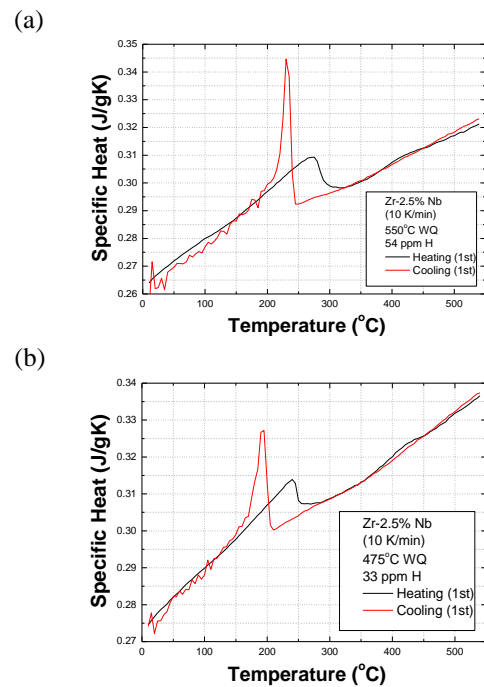 (a)
0.35
0.34
0.33
0.32
0.31
0.30
0.29
0.28
0.27
0.26
Specific Heat (J/gK)
Zr-2.5% Nb
(10 K/min)
550°C WQ
54 ppm H
Heating (1st)
Cooling (1st)
0 100 200 300 400 500
Temperature (°C)
(b)
0.34
0.33
0.32
0.31
0.30
0.29
0.28
0.27
Specific Heat (J/gK)
Zr-2.5% Nb
(10 K/min)
475°C WQ
33 ppm H
Heating (1st)
Cooling (1st)
0 100 200 300 400 500
Temperature (°C)